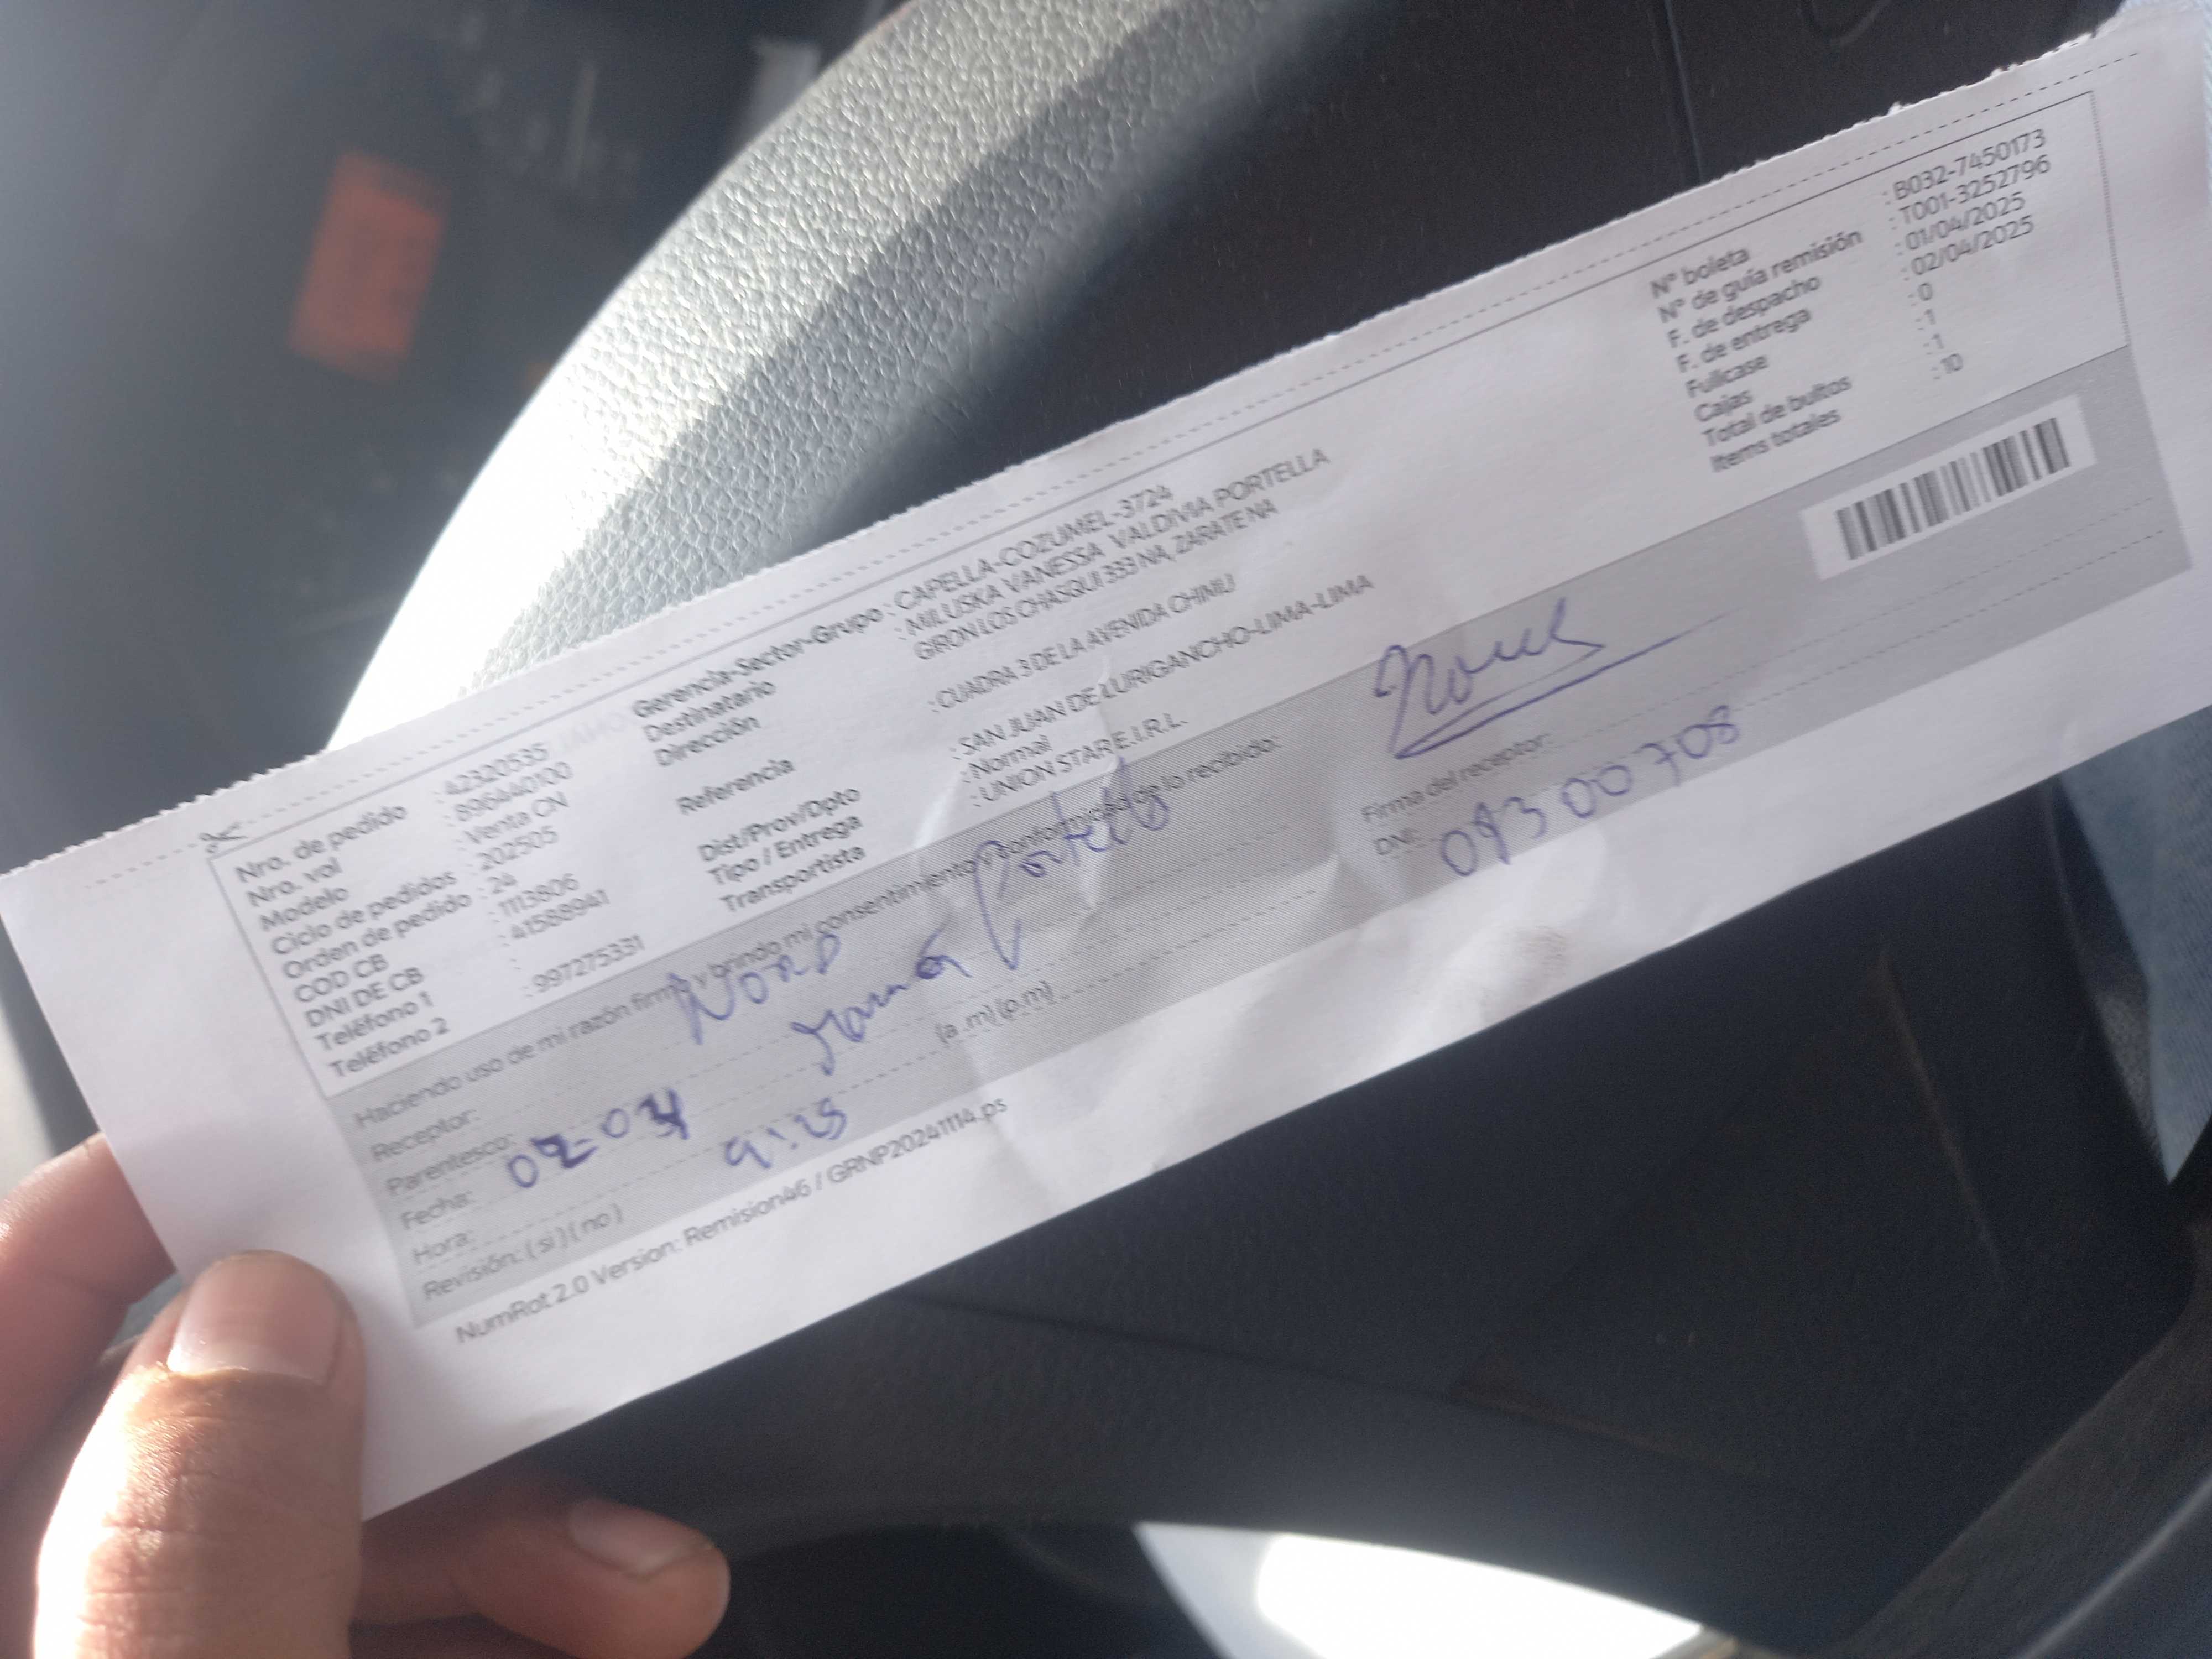 Nro. de pedido : 42320535
Nro. vol : 896440100
Modelo : Venta CN
Ciclo de pedidos : 202505
Orden de pedido : 24
COD CB : 1113806
DNI DE CB : 41588941
Teléfono 1 :
Teléfono 2 : 997275331
Gerencia-Sector-Grupo : CAPELLA-COZUMEL-3724
Destinatario : MILUSKA VANESSA VALDIVIA PORTELLA
Dirección GIRON LOS CHASQUI 333 NA, ZARATE NA
Referencia : CUADRA 3 DE LA AVENIDA CHIMU
Dist/Prov/Dpto : SAN JUAN DE LURIGANCHO-LIMA-LIMA
Tipo / Entrega : Normal
Transportista : UNION STAR E.I.R.L.
Nº boleta : B032-7450173
Nº de guía remisión : T001-3252796
F. de despacho : 01/04/2025
F. de entrega : 02/04/2025
Fullcase : 0
Cajas : 1
Total de bultos : 1
Items totales : 10
Haciendo uso de mi razón firmo y brindo mi consentimiento y conformidad de lo recibido:
Receptor: Portella
Parentesco: mamá
Fecha: 02-04
Hora: (a.m) (p.m)
Revisión: ( si ) ( no )
Firma del receptor:
DNI:
NumRot 2.0 Version: Remision46 / GRNP20241114.ps